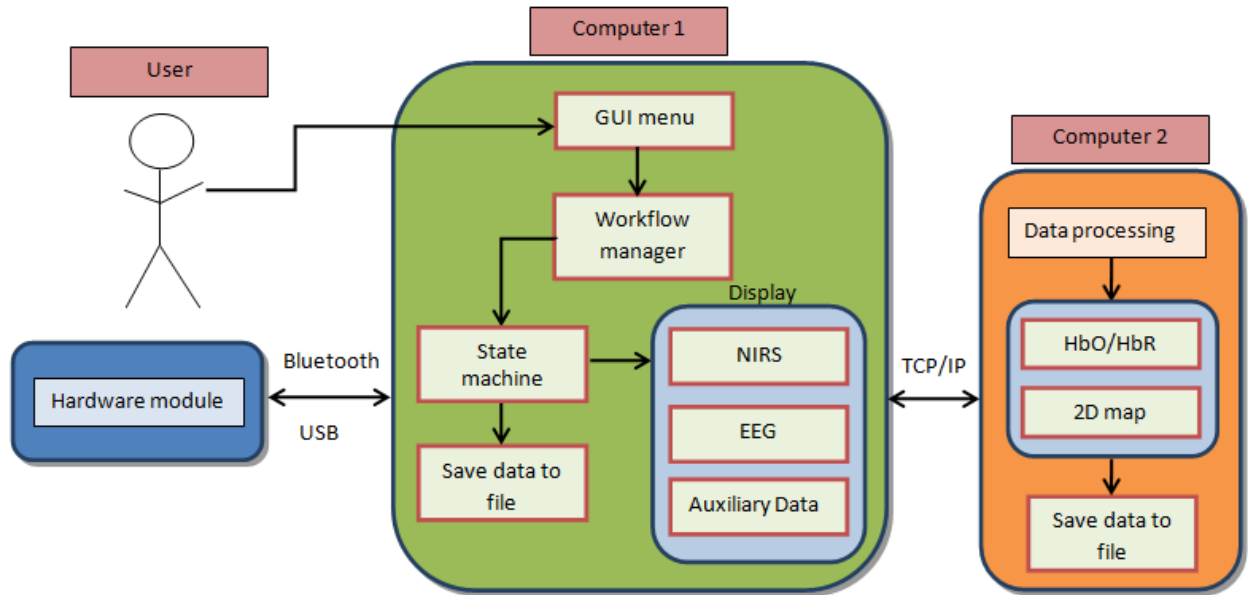 User
Computer 1
GUI menu
Workflow
manager
Display
State
machine
Save data to
file
NIRS
EEG
Auxiliary Data
Bluetooth
USB
Hardware module
TCP/IP
Computer 2
Data processing
HbO/HbR
2D map
Save data to
file